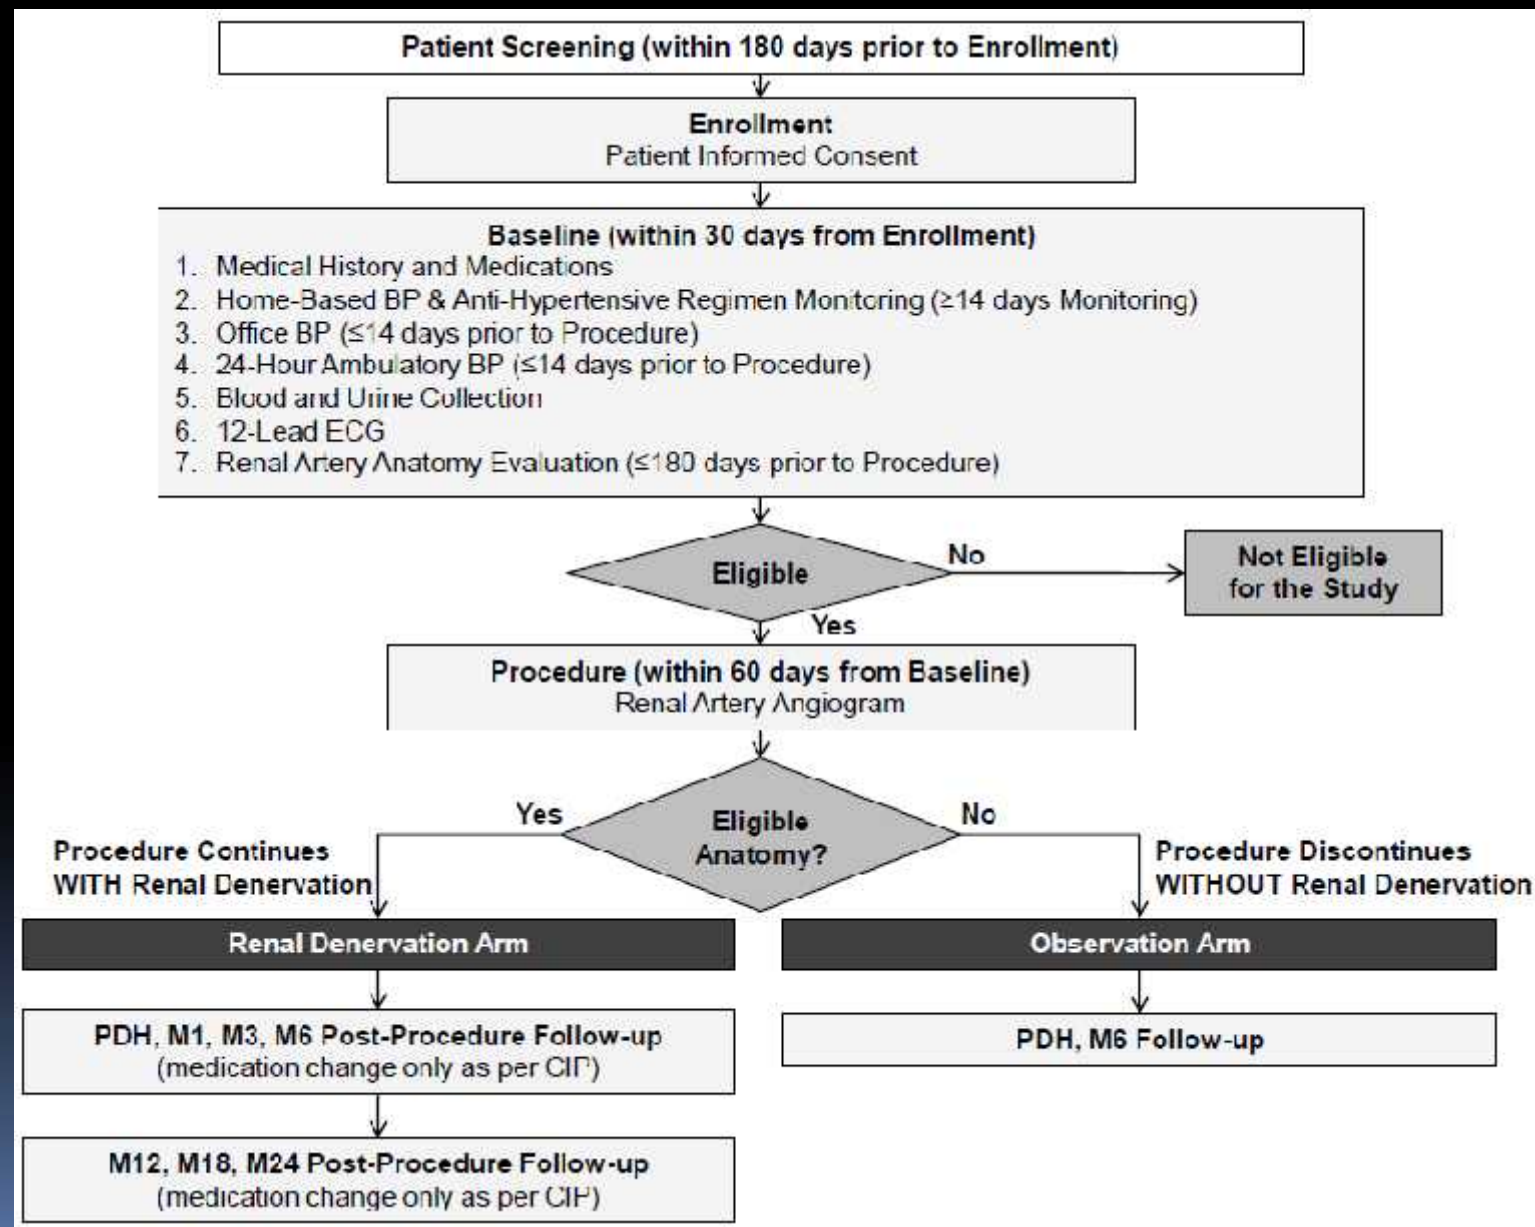 Patient Screening (within 180 days prior to Enrollment)
Enrollment
Patient Informed Consent
Baseline (within 30 days from Enrollment)
1. Medical History and Medications
2. Home-Based BP & Anti-Hypertensive Regimen Monitoring (≥14 days Monitoring)
3. Office BP (≤14 days prior to Procedure)
4. 24-Hour Ambulatory BP (≤14 days prior to Procedure)
5. Blood and Urine Collection
6. 12-Lead ECG
7. Renal Artery Anatomy Evaluation (≤180 days prior to Procedure)
Eligible
No
Not Eligible
for the Study
Yes
Procedure (within 60 days from Baseline)
Renal Artery Angiogram
Eligible
Anatomy?
Yes
No
Procedure Continues
WITH Renal Denervation
Procedure Discontinues
WITHOUT Renal Denervation
Renal Denervation Arm
Observation Arm
PDH, M1, M3, M6 Post-Procedure Follow-up
(medication change only as per CIP)
PDH, M6 Follow-up
M12, M18, M24 Post-Procedure Follow-up
(medication change only as per CIP)